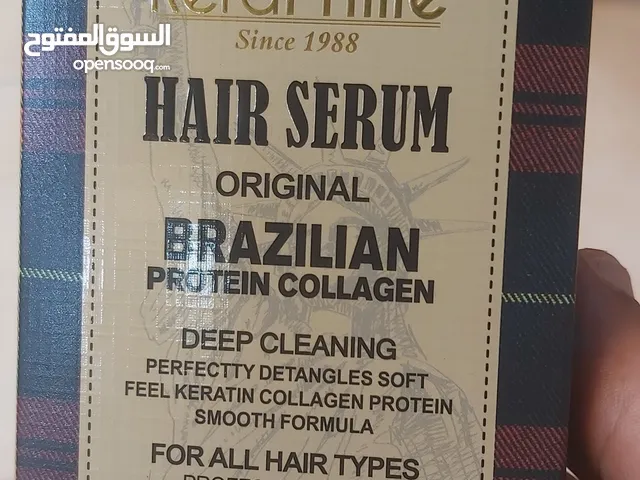 السوق المفتوح
opensooq.com
Since 1988
HAIR SERUM
ORIGINAL
BRAZILIAN
PROTEIN COLLAGEN
DEEP CLEANING
PERFECTTY DETANGLES SOFT
FEEL KERATIN COLLAGEN PROTEIN
SMOOTH FORMULA
FOR ALL HAIR TYPES